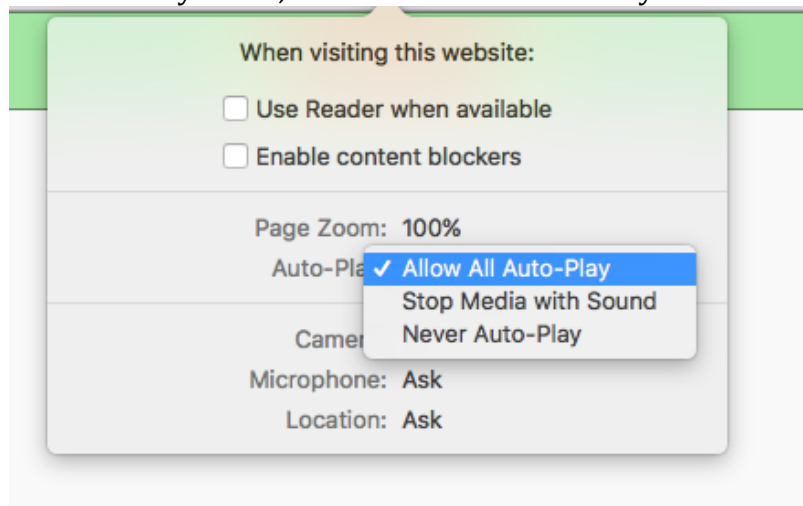 When visiting this website:
Use Reader when available
Enable content blockers
Page Zoom: 100%
Auto-Pla ✓ Allow All Auto-Play
Stop Media with Sound
Camer Never Auto-Play
Microphone: Ask
Location: Ask